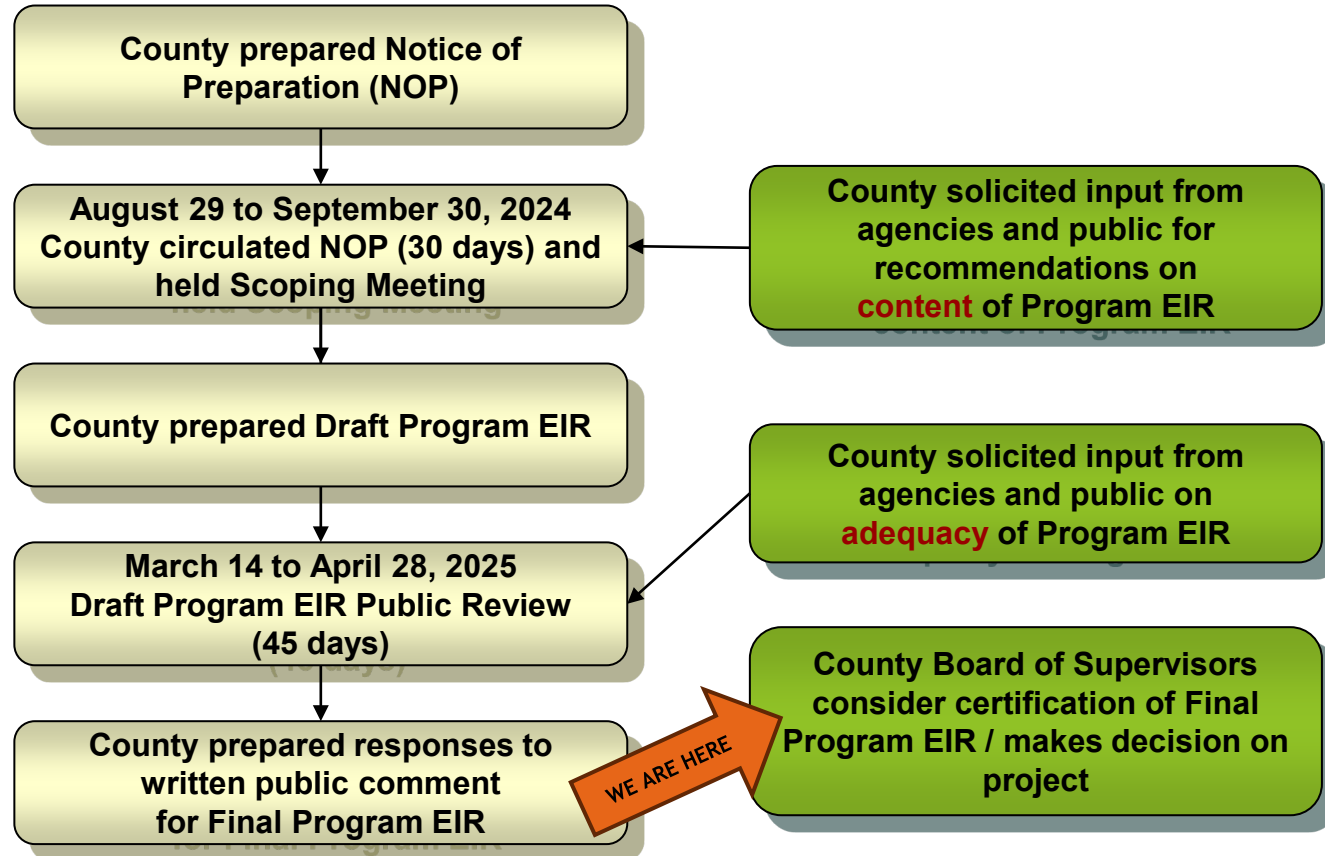 County prepared Notice of
Preparation (NOP)
August 29 to September 30, 2024
County circulated NOP (30 days) and
held Scoping Meeting
County solicited input from
agencies and public for
recommendations on
content of Program EIR
County prepared Draft Program EIR
County solicited input from
agencies and public on
adequacy of Program EIR
March 14 to April 28, 2025
Draft Program EIR Public Review
(45 days)
County prepared responses to
written public comment
for Final Program EIR
WE ARE HERE
County Board of Supervisors
consider certification of Final
Program EIR / makes decision on
project